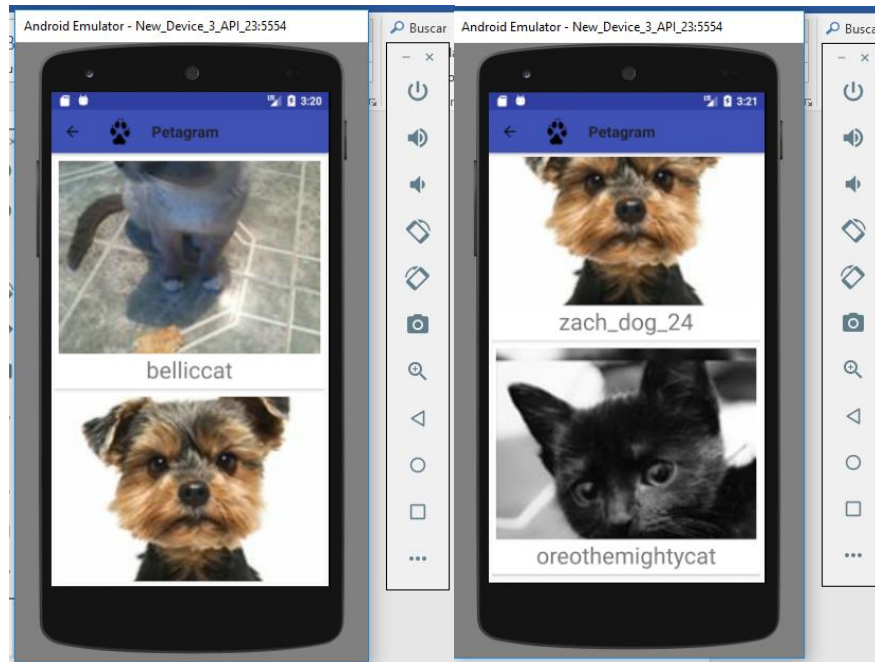 Android Emulator - New_Device_3_API_23:5554
Buscar
3:20
Petagram
belliccat
Android Emulator - New_Device_3_API_23:5554
Busca
3:21
Petagram
zach_dog_24
oreothemightycat